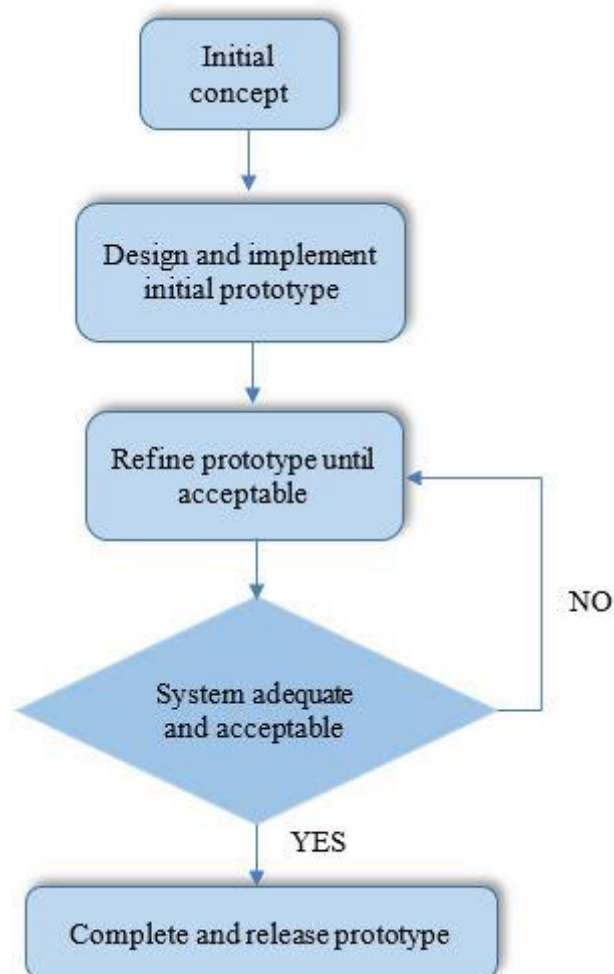 Initial
concept
Design and implement
initial prototype
Refine prototype until
acceptable
NO
System adequate
and acceptable
YES
Complete and release prototype